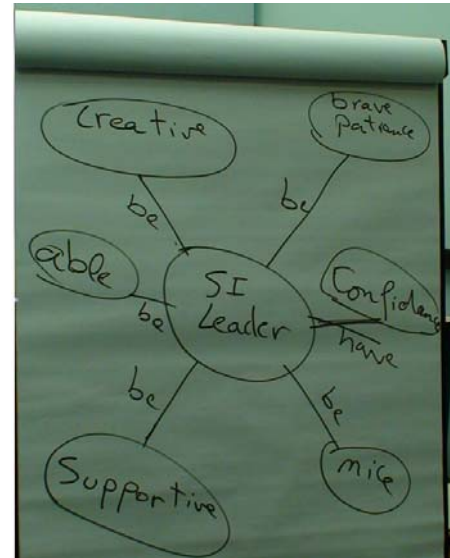 Creative
brave
patience
be
be
able
be
SI
Leader
Confidence
have
be
be
Supportive
nice